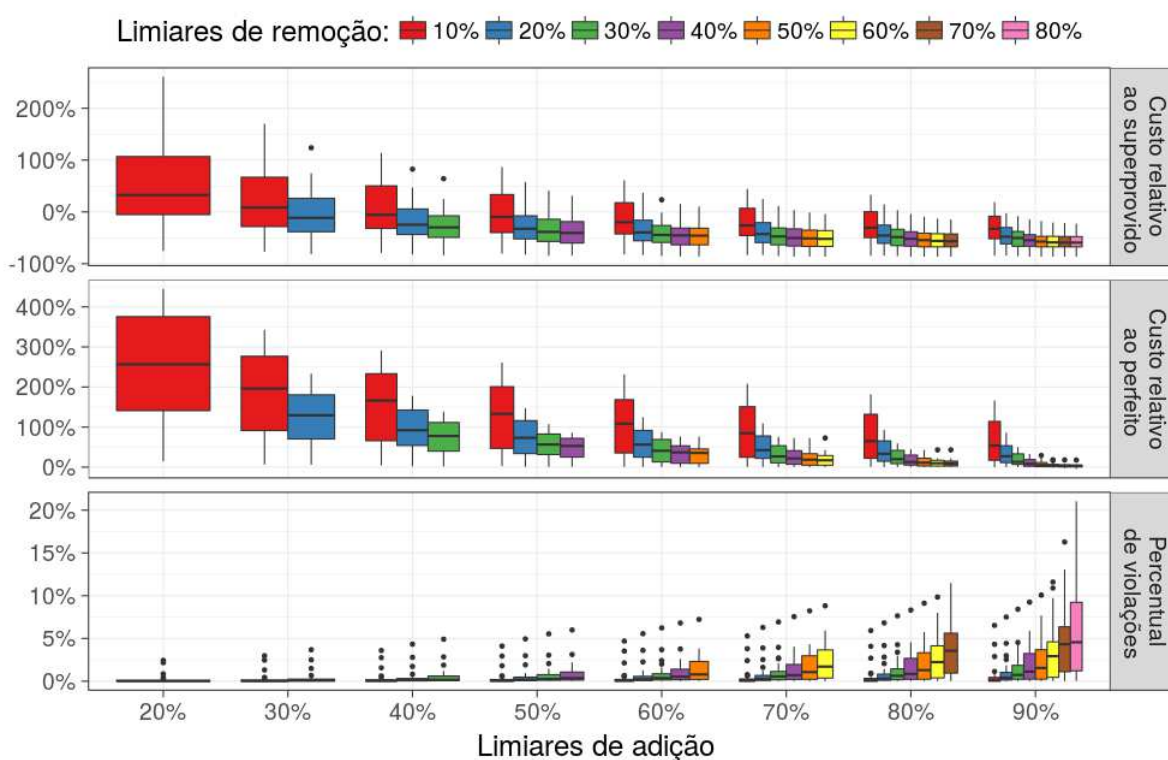 Limiares de remoção: 10% 20% 30% 40% 50% 60% 70% 80%
200%
100%
0%
-100%
Custo relativo
ao superprovido
400%
300%
200%
100%
0%
Custo relativo
ao perfeito
20%
15%
10%
5%
0%
Percentual
de violações
20% 30% 40% 50% 60% 70% 80% 90%
Limiares de adição